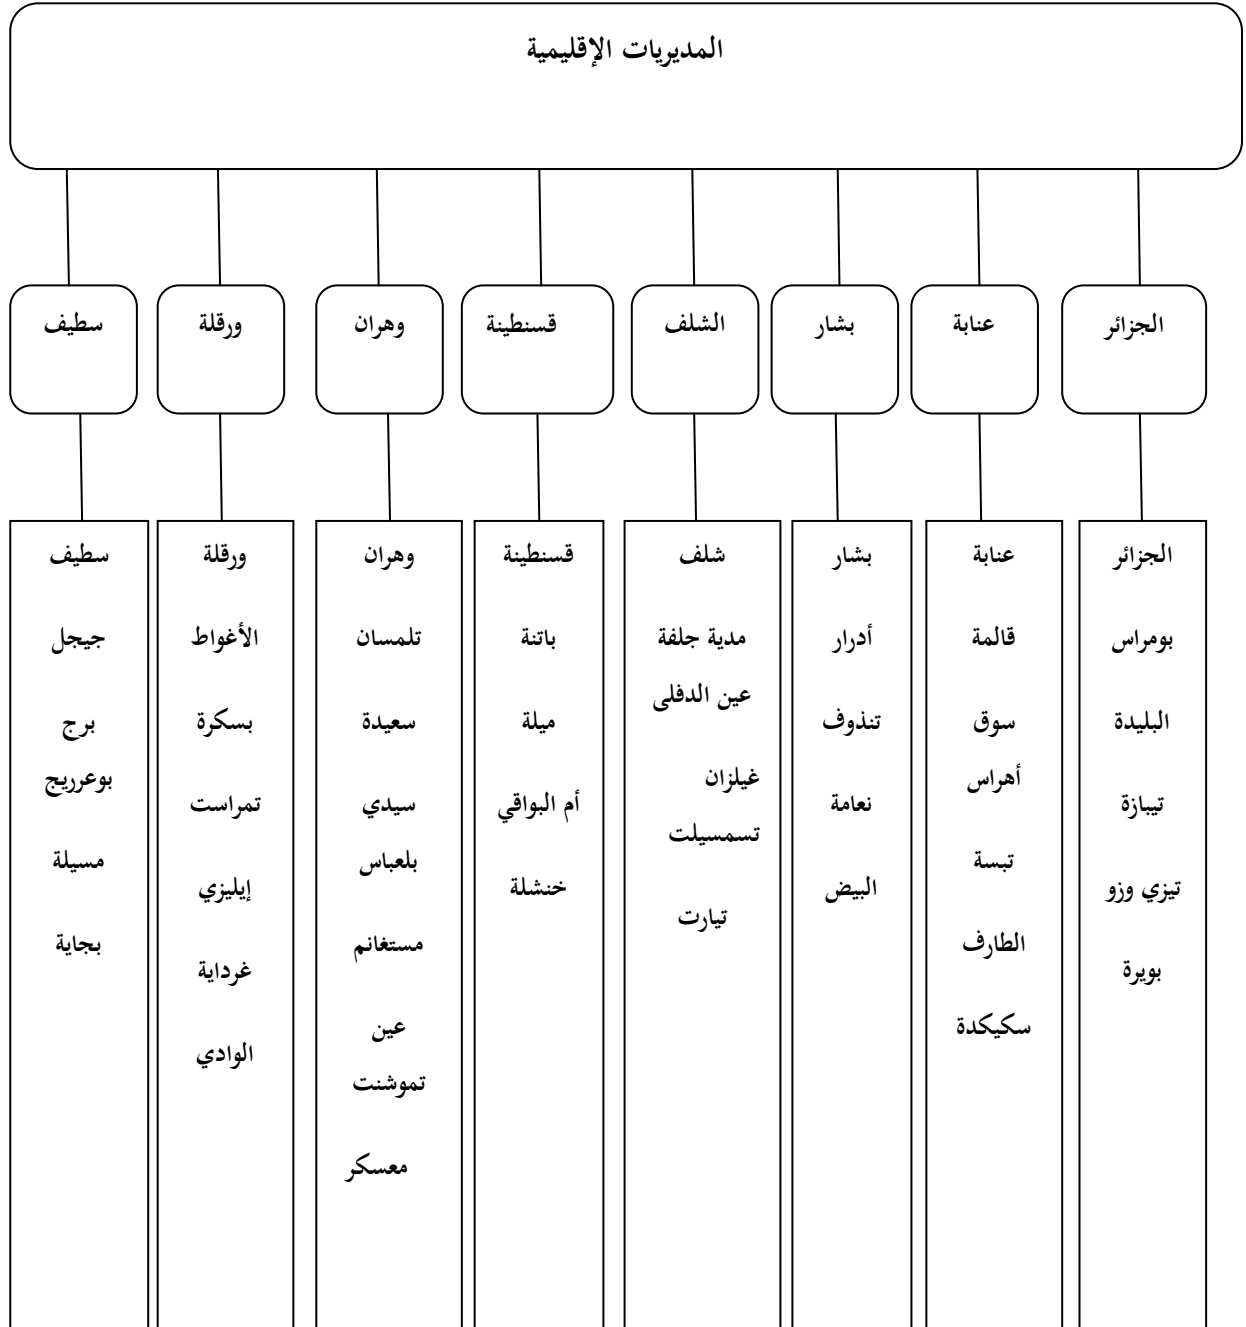 المديريات الإقليمية
الجزائر
عنابة
بشار
الشلف
قسنطينة
وهران
ورقلة
سطيف
الجزائر
بومراس
البليدة
تيبازة
تيزي وزو
بويرة
عنابة
قالمة
سوق
أهراس
تبسة
الطارف
سكيكدة
بشار
أدرار
تنذوف
نعامة
البيض
شلف
مدية جلفة
عين الدفلى
غيلزان
تسمسيلت
تيارت
قسنطينة
باتنة
ميلة
أم البواقي
خنشلة
وهران
تلمسان
سعيدة
سيدي
بلعباس
مستغانم
عين
تموشنت
معسكر
ورقلة
الأغواط
بسكرة
تمراست
إيليزي
غرداية
الوادي
سطيف
جيجل
برج
بوعرريج
مسيلة
بجاية